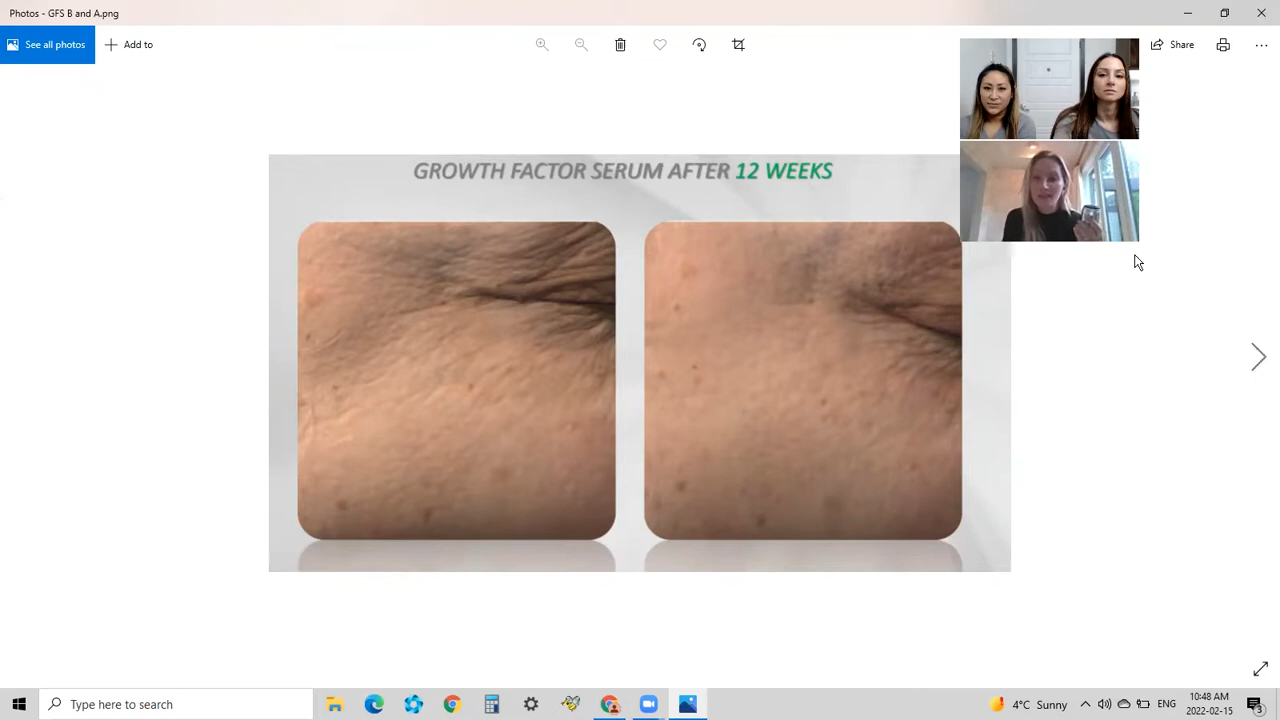 Photos - GFS B and A.png
See all photos
Add to
Share
GROWTH FACTOR SERUM AFTER 12 WEEKS
Type here to search
4°C Sunny
ENG
10:48 AM
2022-02-15
3